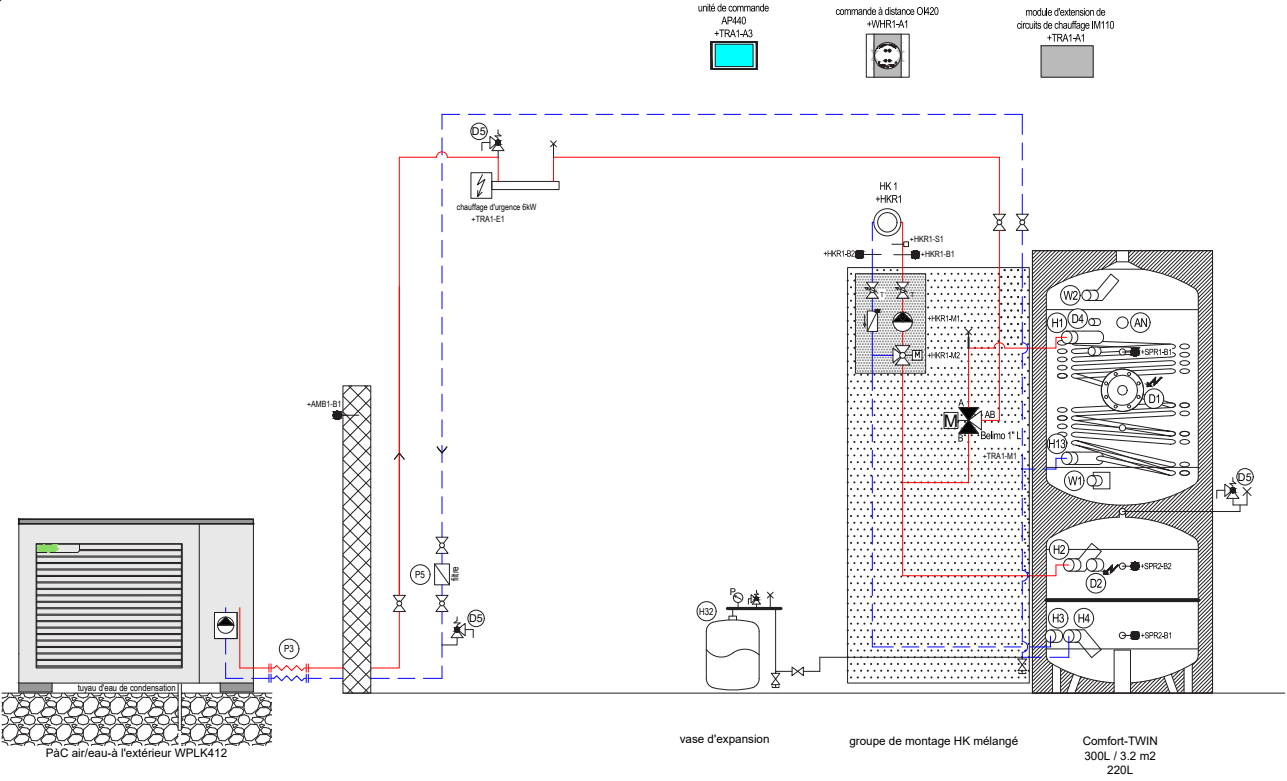 unité de commande
AP440
+TRA1-A3
commande à distance OI420
+WHR1-A1
module d'extension de
circuits de chauffage IM110
+TRA1-A1
D5
chauffage d'urgence 6kW
+TRA1-E1
HK 1
+HKR1
+HKR1-S1
+HKR1-B2
+HKR1-B1
T
T
+HKR1-M1
M
+HKR1-M2
W2
H1
D4
AN
+SPR1-B1
D1
+AMB1-B1
A
M
AB
B
Belimo 1" L
+TRA1-M1
H13
W1
D5
H2
+SPR2-B2
D2
P5
filtre
D5
P
H32
H3
H4
+SPR2-B1
P3
tuyau d'eau de condensation
PàC air/eau-à l'extérieur WPLK412
vase d'expansion
groupe de montage HK mélangé
Comfort-TWIN
300L / 3.2 m2
220L